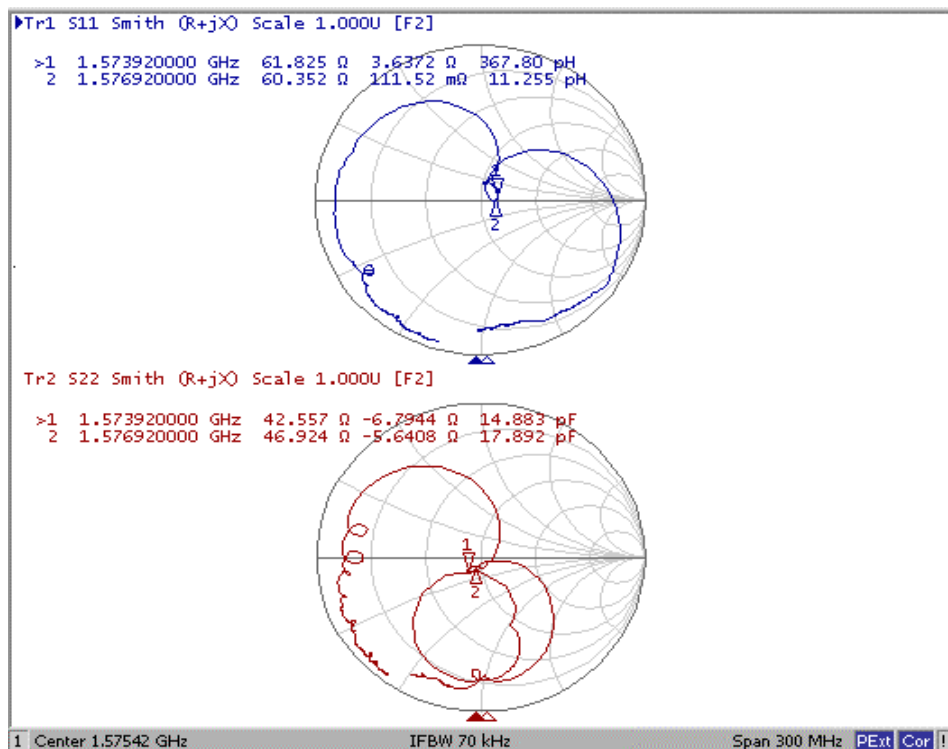 Tr1 S11 Smith (R+jX) Scale 1.000U [F2]
>1 1.573920000 GHz 61.825 Ω 3.6372 Ω 367.80 pH
2 1.576920000 GHz 60.352 Ω 111.52 mΩ 11.255 pH
2
Tr2 S22 Smith (R+jX) Scale 1.000U [F2]
>1 1.573920000 GHz 42.557 Ω -6.7944 Ω 14.883 pF
2 1.576920000 GHz 46.924 Ω -5.6408 Ω 17.892 pF
1
2
1 Center 1.57542 GHz IFBW 70 kHz Span 300 MHz PExt Cor !